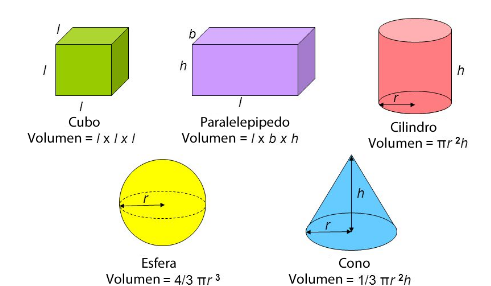 l
l
l
Cubo
Volumen = l x l x l
b
h
l
Paralelepipedo
Volumen = l x b x h
r
h
Cilindro
Volumen = πr ²h
r
Esfera
Volumen = 4/3 πr ³
h
r
Cono
Volumen = 1/3 πr ²h